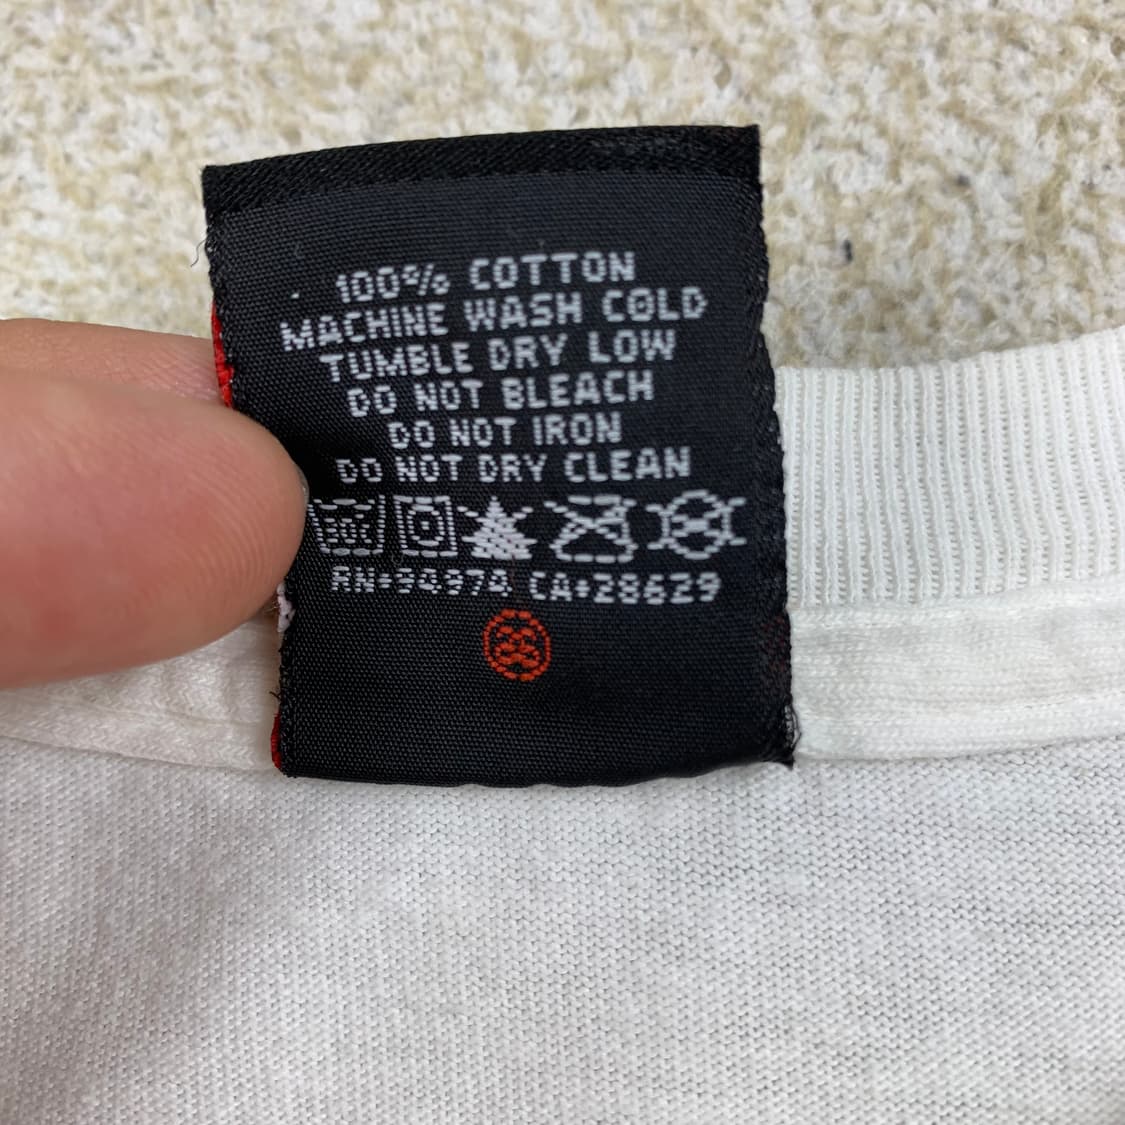 100% COTTON
MACHINE WASH COLD
TUMBLE DRY LOW
DO NOT BLEACH
DO NOT IRON
DO NOT DRY CLEAN
RN#94974 CA#28629